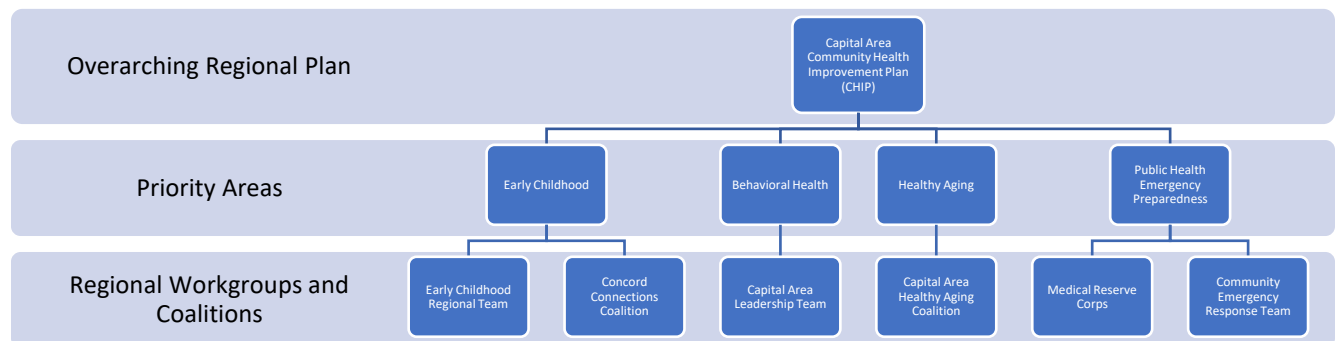 Overarching Regional Plan
Capital Area
Community Health
Improvement Plan
(CHIP)
Priority Areas
Early Childhood
Behavioral Health
Healthy Aging
Public Health
Emergency
Preparedness
Regional Workgroups and
Coalitions
Early Childhood
Regional Team
Concord
Connections
Coalition
Capital Area
Leadership Team
Capital Area
Healthy Aging
Coalition
Medical Reserve
Corps
Community
Emergency
Response Team